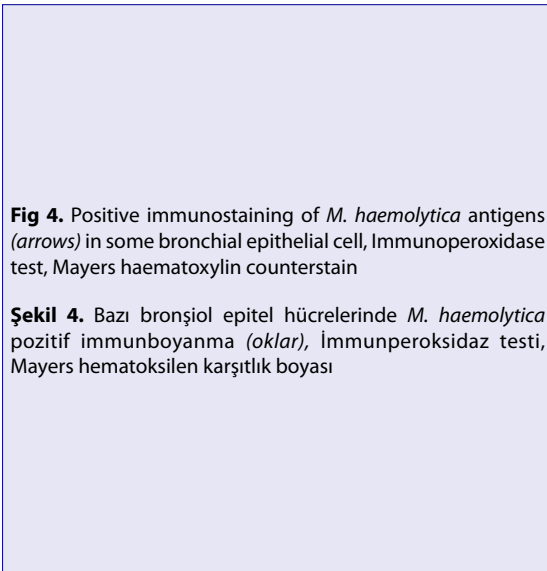 Fig 4. Positive immunostaining of M. haemolytica antigens
(arrows) in some bronchial epithelial cell, Immunoperoxidase
test, Mayers haematoxylin counterstain
Şekil 4. Bazı bronşiol epitel hücrelerinde M. haemolytica
pozitif immunboyanma (oklar), İmmunperoksidaz testi,
Mayers hematoksilen karşıtlık boyası